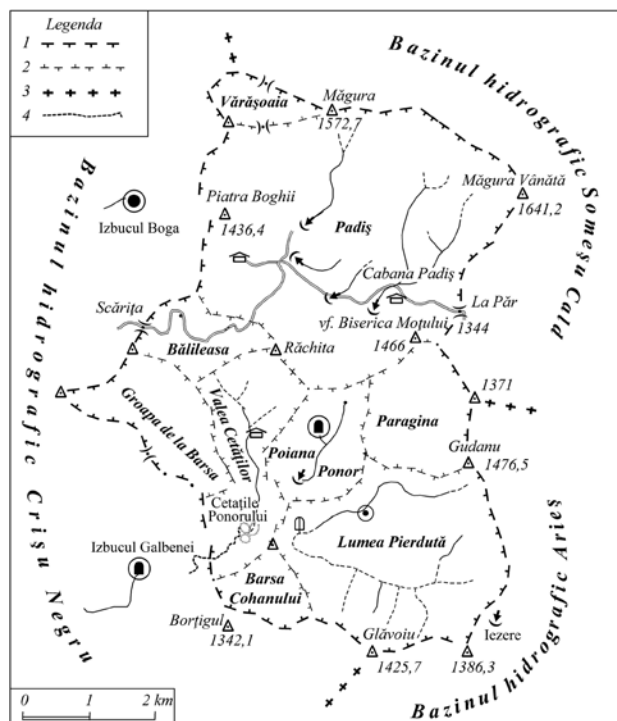 Legenda
1
2
3
4
Bazinul hidrografic Someșu Cald
Vărășoaia
Măgura
1572,7
Măgura Vânătă
1641,2
Bazinul hidrografic Crișu Negru
Izbucul Boga
Piatra Boghii
1436,4
Padiș
Cabana Padiș
La Păr
1344
Scărița
vf. Biserica Moțului
1466
Bălileasa
Răchita
1371
Groapa de la Barsa
Valea Cetăților
Poiana
Ponor
Paragina
Gudanu
1476,5
Cetațile
Ponorului
Izbucul Galbenei
Lumea Pierdută
Barsa
Cohanului
Borțigul
1342,1
Glăvoiu
1425,7
1386,3
Iezere
Bazinul hidrografic Arieș
0 1 2 km